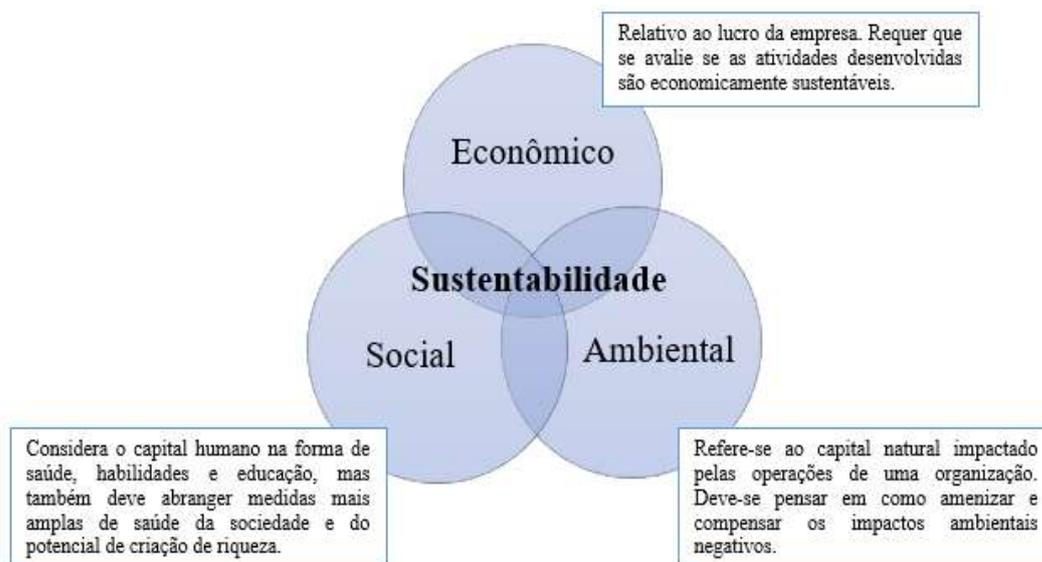 Relativo ao lucro da empresa. Requer que
se avalie se as atividades desenvolvidas
são economicamente sustentáveis.
Econômico
Sustentabilidade
Social
Ambiental
Considera o capital humano na forma de
saúde, habilidades e educação, mas
também deve abranger medidas mais
amplas de saúde da sociedade e do
potencial de criação de riqueza.
Refere-se ao capital natural impactado
pelas operações de uma organização.
Deve-se pensar em como amenizar e
compensar os impactos ambientais
negativos.